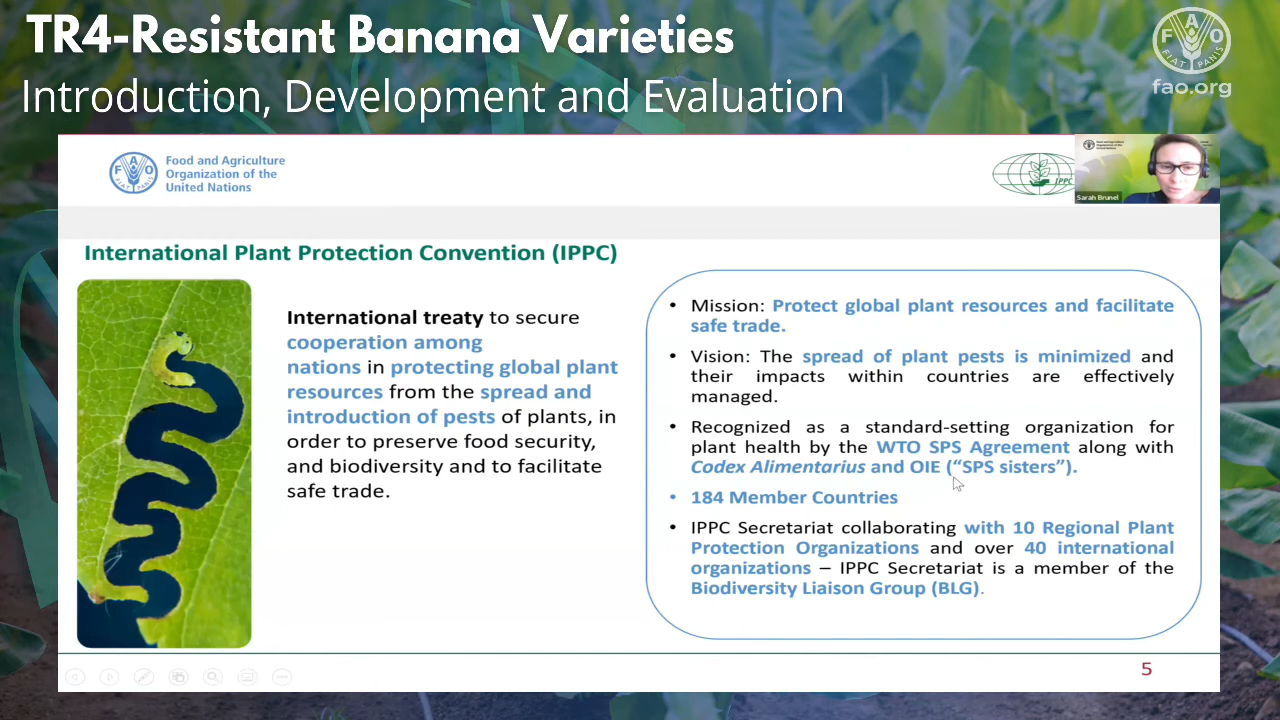 TR4-Resistant Banana Varieties
Introduction, Development and Evaluation
FAO
FIAT PANIS
fao.org
FAO
FIAT PANIS
Food and Agriculture
Organization of the
United Nations
IPPC
Sarah Brunel
International Plant Protection Convention (IPPC)
International treaty to secure
cooperation among
nations in protecting global plant
resources from the spread and
introduction of pests of plants, in
order to preserve food security,
and biodiversity and to facilitate
safe trade.
• Mission: Protect global plant resources and facilitate
safe trade.
• Vision: The spread of plant pests is minimized and
their impacts within countries are effectively
managed.
• Recognized as a standard-setting organization for
plant health by the WTO SPS Agreement along with
Codex Alimentarius and OIE (“SPS sisters”).
• 184 Member Countries
• IPPC Secretariat collaborating with 10 Regional Plant
Protection Organizations and over 40 international
organizations – IPPC Secretariat is a member of the
Biodiversity Liaison Group (BLG).
5